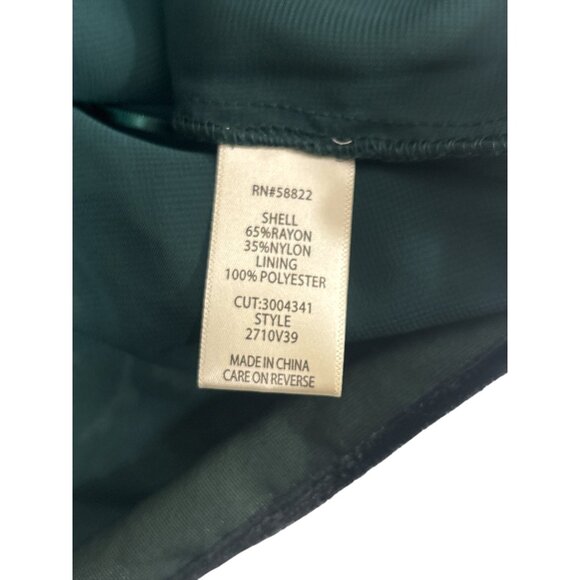 RN#58822
SHELL
65%RAYON
35%NYLON
LINING
100% POLYESTER
CUT:3004341
STYLE
2710V39
MADE IN CHINA
CARE ON REVERSE